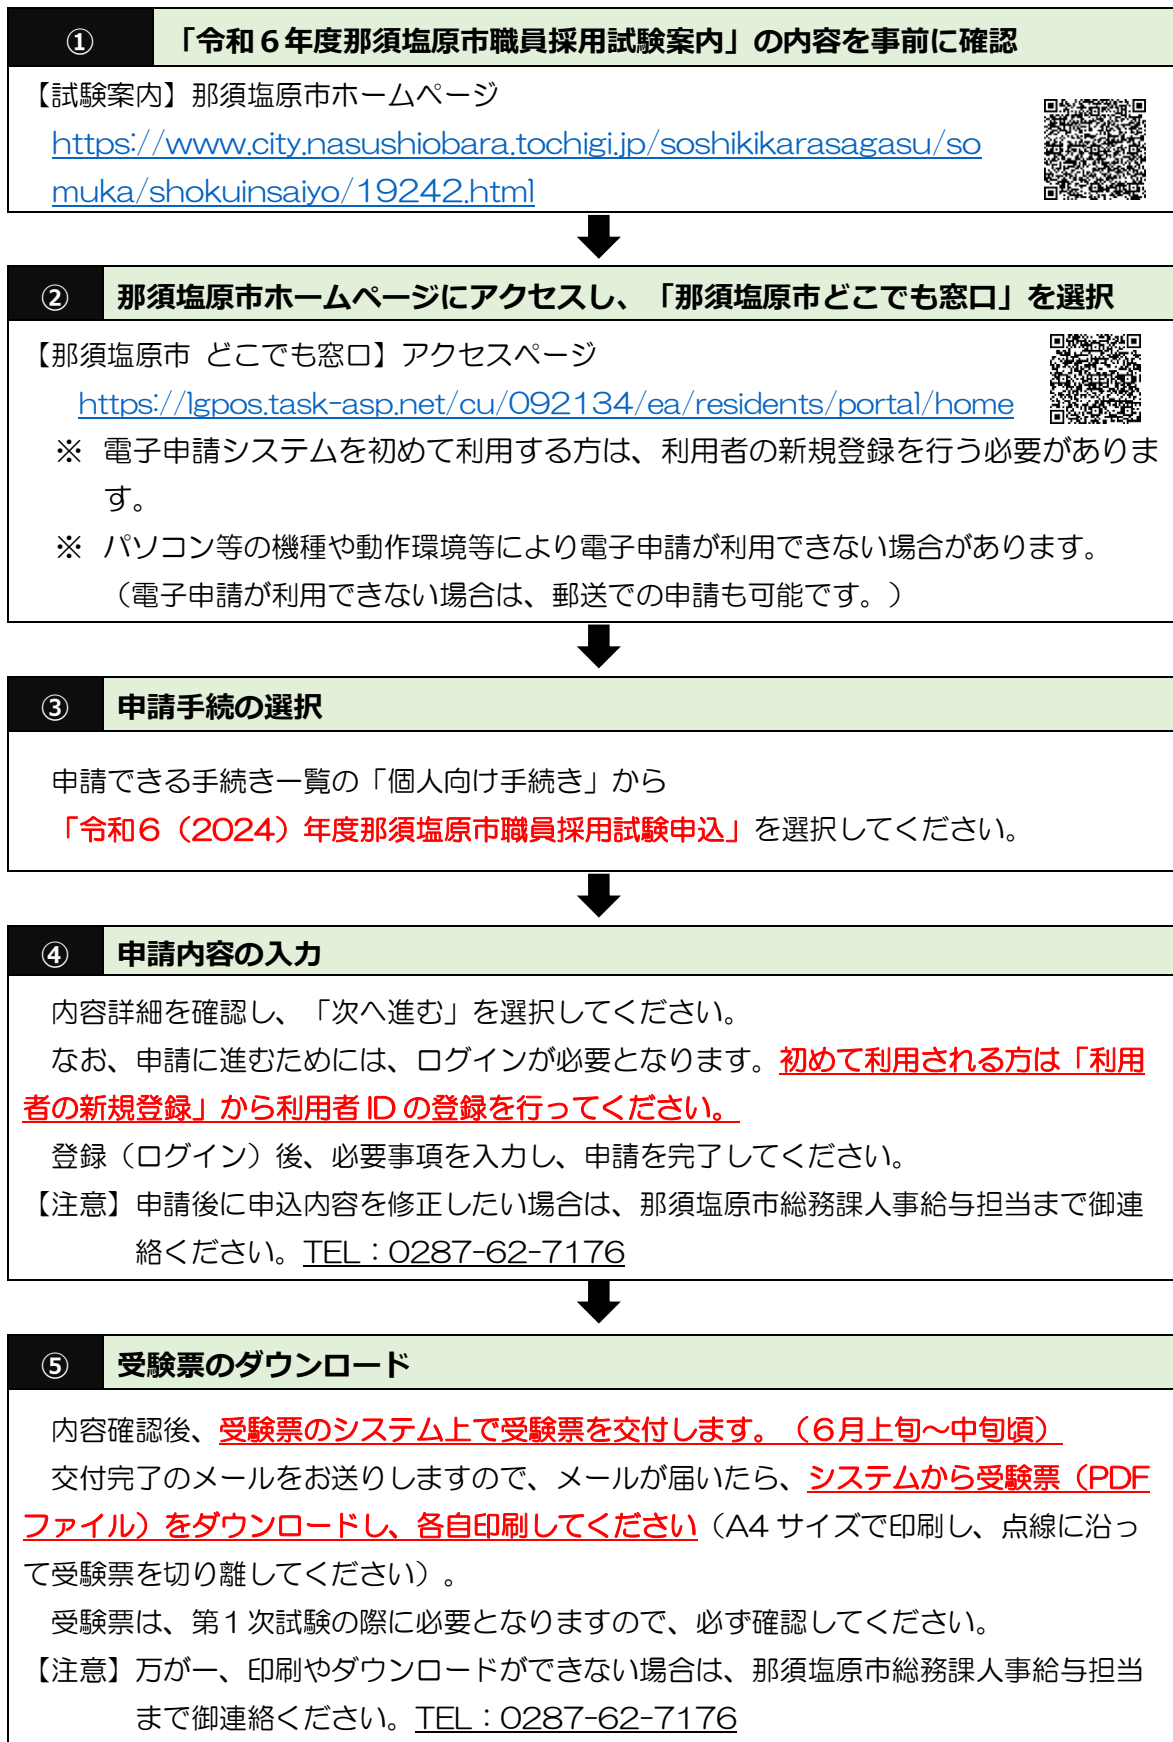 ① 「令和６年度那須塩原市職員採用試験案内」の内容を事前に確認
【試験案内】那須塩原市ホームページ
https://www.city.nasushiobara.tochigi.jp/soshikikarasagasu/so
muka/shokuinsaiyo/19242.html
② 那須塩原市ホームページにアクセスし、「那須塩原市どこでも窓口」を選択
【那須塩原市 どこでも窓口】アクセスページ
https://lgpos.task-asp.net/cu/092134/ea/residents/portal/home
※ 電子申請システムを初めて利用する方は、利用者の新規登録を行う必要がありま
す。
※ パソコン等の機種や動作環境等により電子申請が利用できない場合があります。
（電子申請が利用できない場合は、郵送での申請も可能です。）
③ 申請手続の選択
申請できる手続き一覧の「個人向け手続き」から
「令和６（2024）年度那須塩原市職員採用試験申込」を選択してください。
④ 申請内容の入力
内容詳細を確認し、「次へ進む」を選択してください。
なお、申請に進むためには、ログインが必要となります。初めて利用される方は「利用
者の新規登録」から利用者 ID の登録を行ってください。
登録（ログイン）後、必要事項を入力し、申請を完了してください。
【注意】申請後に申込内容を修正したい場合は、那須塩原市総務課人事給与担当まで御連
絡ください。TEL：0287-62-7176
⑤ 受験票のダウンロード
内容確認後、受験票のシステム上で受験票を交付します。（６月上旬～中旬頃）
交付完了のメールをお送りしますので、メールが届いたら、システムから受験票（PDF
ファイル）をダウンロードし、各自印刷してください（A4 サイズで印刷し、点線に沿っ
て受験票を切り離してください）。
受験票は、第１次試験の際に必要となりますので、必ず確認してください。
【注意】万が一、印刷やダウンロードができない場合は、那須塩原市総務課人事給与担当
まで御連絡ください。TEL：0287-62-7176